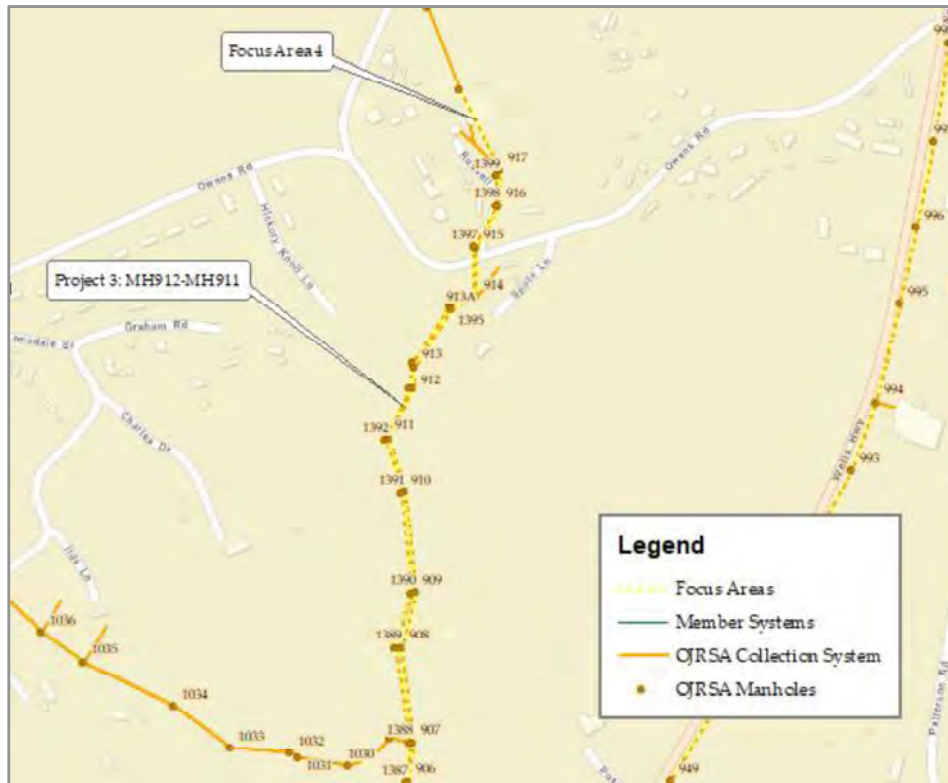 Focus Area 4
Owens Rd
Hickory Knoll Ln
Russell
1399 917
1398 916
1397 915
Owens Rd
914
Spals Ln
913A
1395
Project 3: MH912-MH911
Graham Rd
Charles Dr
913
912
911
1392
1391 910
1390 909
1389 908
1388 907
1387 906
1036
1035
1034
1033
1032
1031
1030
996
995
994
993
949
Wells Hwy
Patterson Rd
Legend
Focus Areas
Member Systems
OJRSA Collection System
OJRSA Manholes